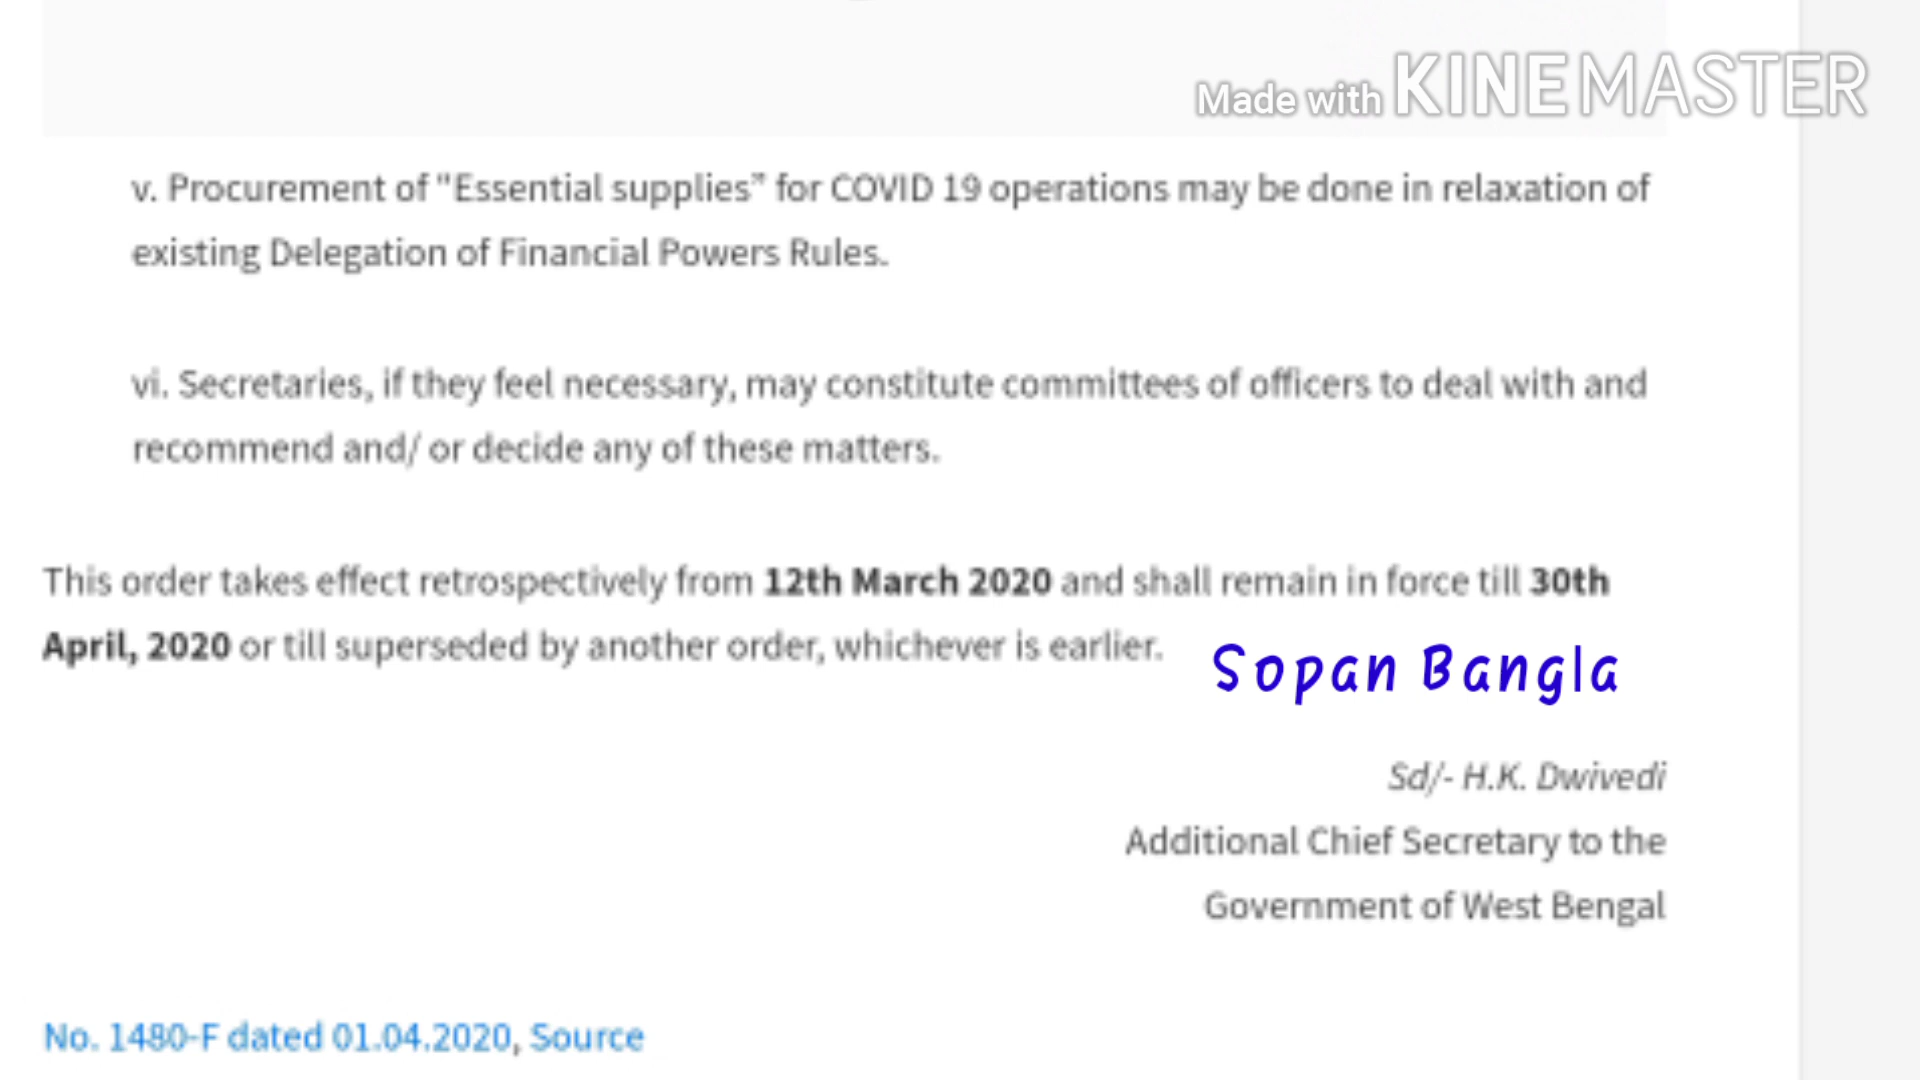 Made with KINEMASTER
v. Procurement of "Essential supplies” for COVID 19 operations may be done in relaxation of
existing Delegation of Financial Powers Rules.
vi. Secretaries, if they feel necessary, may constitute committees of officers to deal with and
recommend and/ or decide any of these matters.
This order takes effect retrospectively from 12th March 2020 and shall remain in force till 30th
April, 2020 or till superseded by another order, whichever is earlier.
Sopan Bangla
Sd/- H.K. Dwivedi
Additional Chief Secretary to the
Government of West Bengal
No. 1480-F dated 01.04.2020, Source